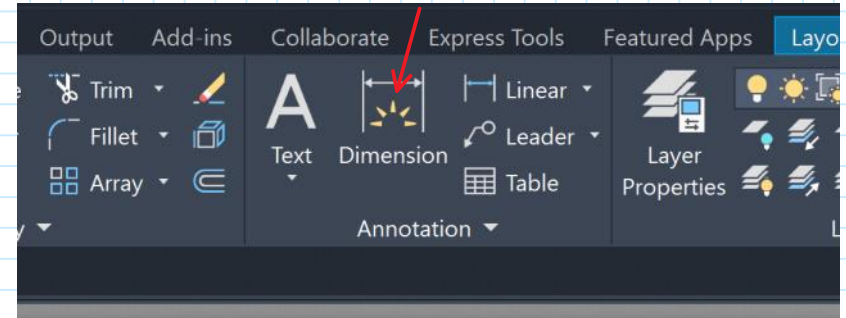 Output Add-ins Collaborate Express Tools Featured Apps Layo
Trim
Fillet
Array
Text
Dimension
Linear
Leader
Table
Layer
Properties
Annotation